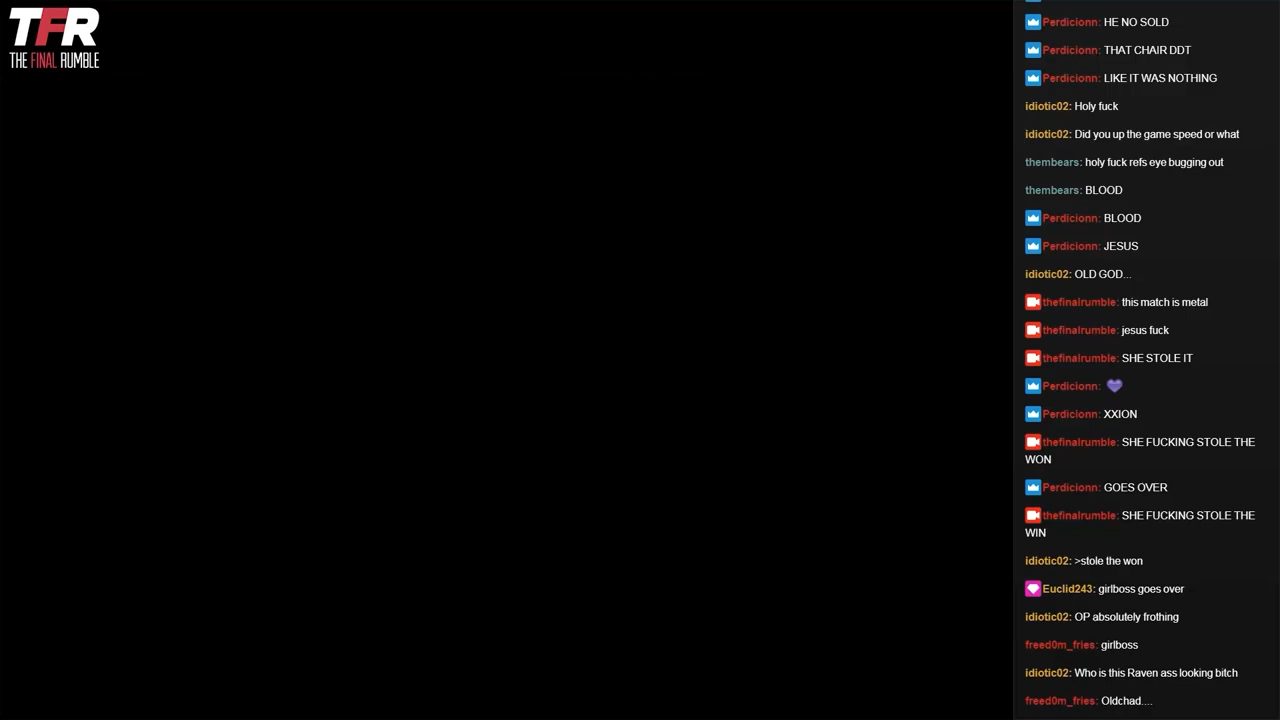 TFR
THE FINAL RUMBLE
Perdicionn: HE NO SOLD
Perdicionn: THAT CHAIR DDT
Perdicionn: LIKE IT WAS NOTHING
idiotic02: Holy fuck
idiotic02: Did you up the game speed or what
thembears: holy fuck refs eye bugging out
thembears: BLOOD
Perdicionn: BLOOD
Perdicionn: JESUS
idiotic02: OLD GOD...
thefinalrumble: this match is metal
thefinalrumble: jesus fuck
thefinalrumble: SHE STOLE IT
Perdicionn:
Perdicionn: XXION
thefinalrumble: SHE FUCKING STOLE THE
WON
Perdicionn: GOES OVER
thefinalrumble: SHE FUCKING STOLE THE
WIN
idiotic02: >stole the won
Euclid243: girlboss goes over
idiotic02: OP absolutely frothing
freed0m_fries: girlboss
idiotic02: Who is this Raven ass looking bitch
freed0m_fries: Oldchad....